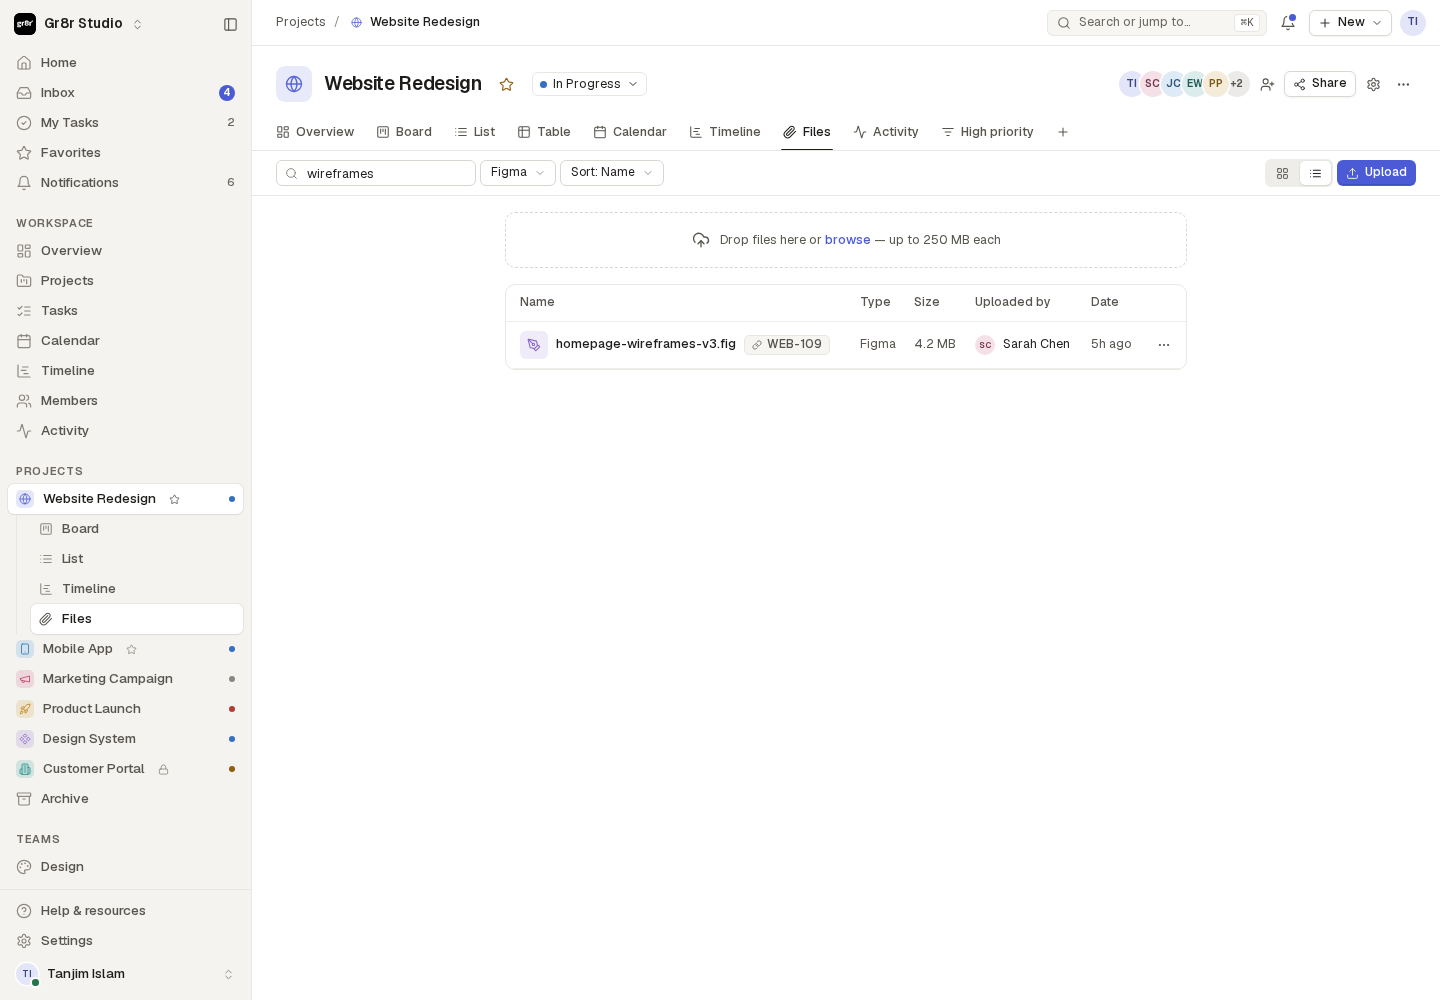 gr8r Gr8r Studio
Home
Inbox 4
My Tasks 2
Favorites
Notifications 6
WORKSPACE
Overview
Projects
Tasks
Calendar
Timeline
Members
Activity
PROJECTS
Website Redesign
Board
List
Timeline
Files
Mobile App
Marketing Campaign
Product Launch
Design System
Customer Portal
Archive
TEAMS
Design
Help & resources
Settings
TI Tanjim Islam
Projects / Website Redesign
Search or jump to... ⌘K
New
TI
Website Redesign
In Progress
TI SC JC EW PP +2
Share
Overview Board List Table Calendar Timeline Files Activity High priority
wireframes
Figma
Sort: Name
Upload
Drop files here or browse — up to 250 MB each
Name Type Size Uploaded by Date
homepage-wireframes-v3.fig WEB-109 Figma 4.2 MB SC Sarah Chen 5h ago